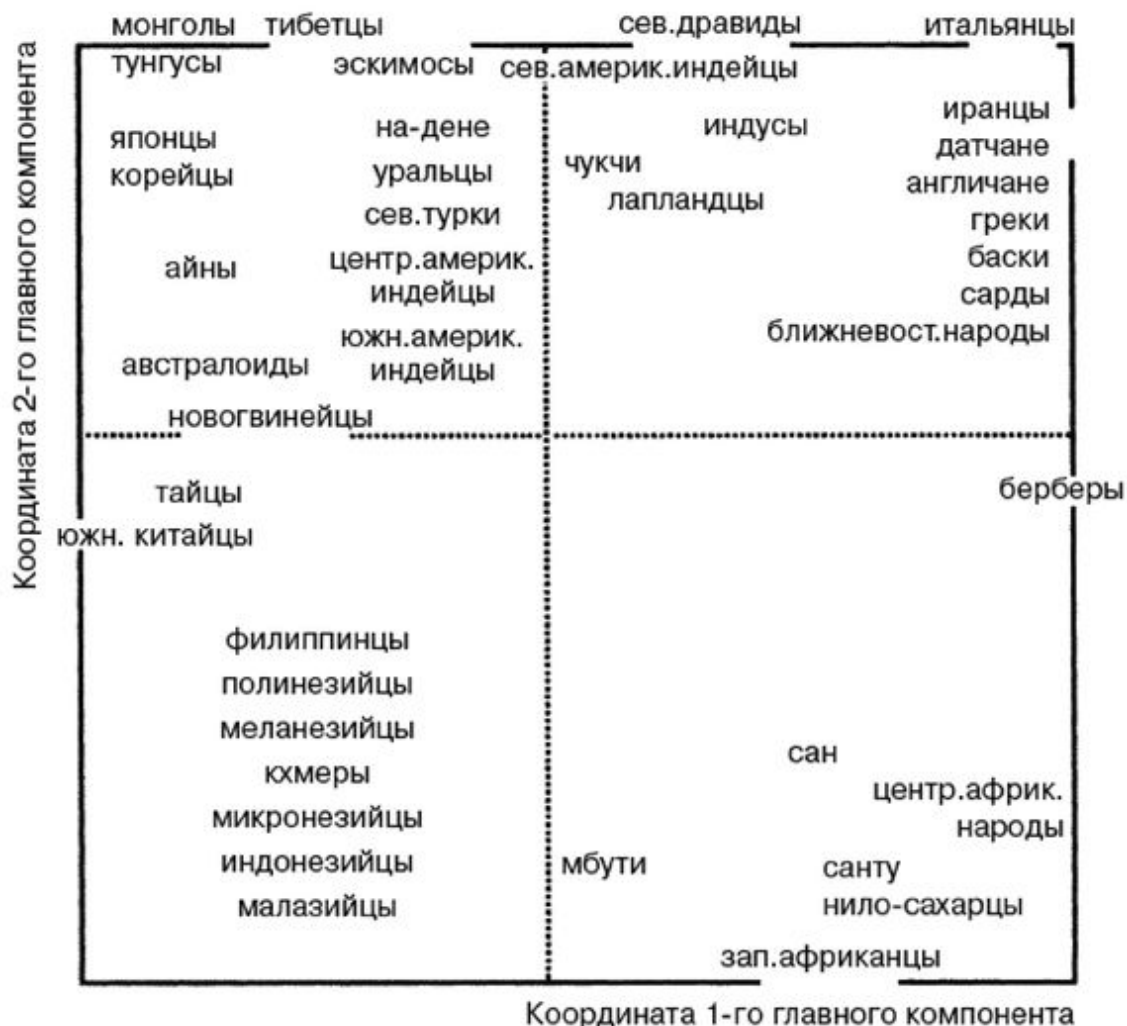 монголы тибетцы сев.дравиды итальянцы
тунгусы эскимосы сев.америк.индейцы
иранцы
японцы на-дене индусы
датчане
корейцы уральцы чукчи англичане
лапландцы
сев.турки греки
айны центр.америк. баски
индейцы сарды
южн.америк. ближневост.народы
австралоиды индейцы
новогвинейцы
тайцы берберы
южн. китайцы
филиппинцы
полинезийцы
меланезийцы
сан
кхмеры центр.африк.
микронезийцы народы
индонезийцы мбути санту
малазийцы нило-сахарцы
зап.африканцы
Координата 1-го главного компонента
Координата 2-го главного компонента